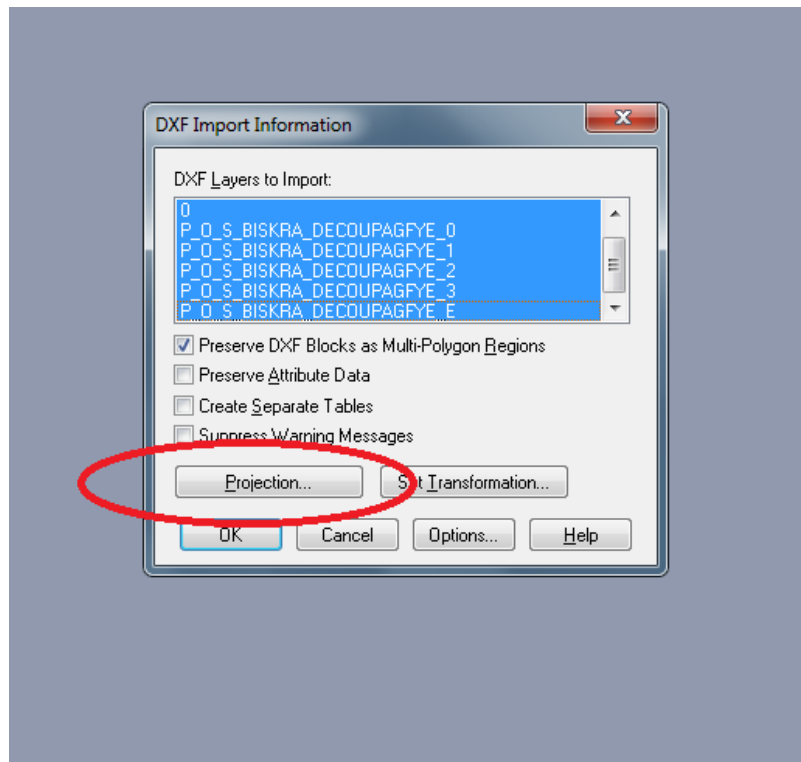 DXF Import Information
DXF Layers to Import:
0
P_O_S_BISKRA_DECOUPAGFYE_0
P_O_S_BISKRA_DECOUPAGFYE_1
P_O_S_BISKRA_DECOUPAGFYE_2
P_O_S_BISKRA_DECOUPAGFYE_3
P_O_S_BISKRA_DECOUPAGFYE_E
Preserve DXF Blocks as Multi-Polygon Regions
Preserve Attribute Data
Create Separate Tables
Suppress Warning Messages
Projection... Set Transformation...
OK Cancel Options... Help